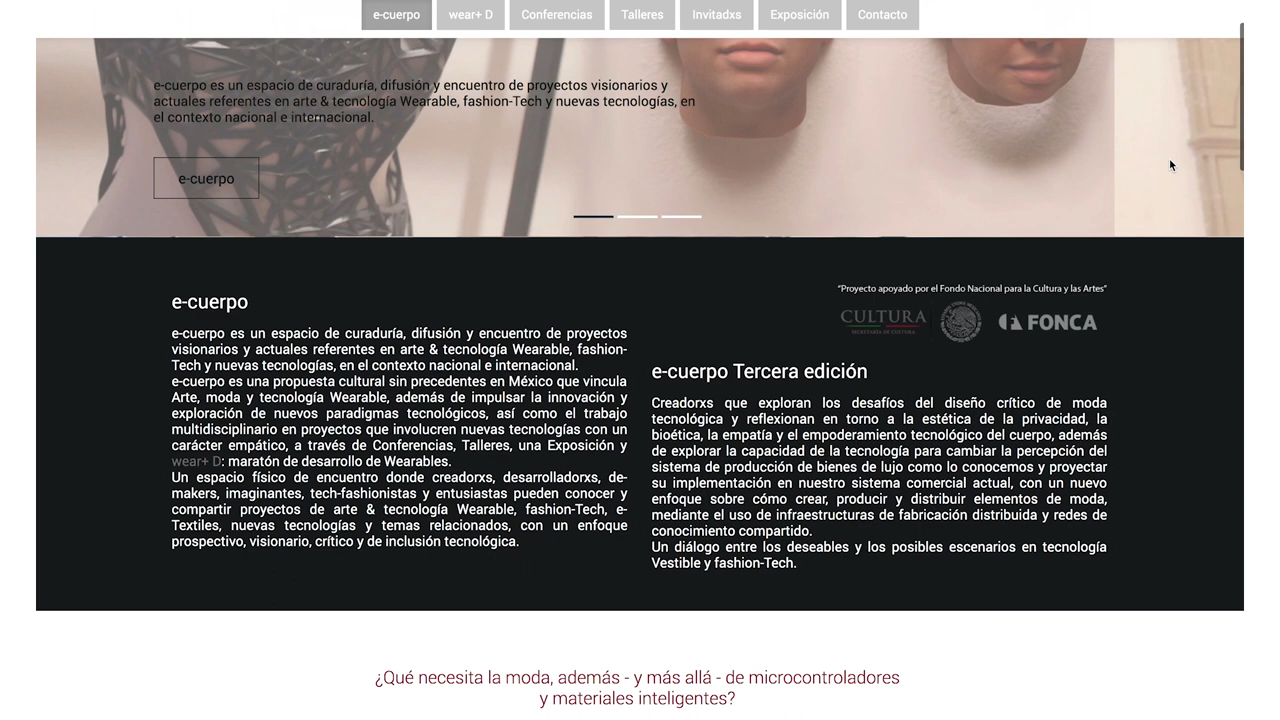 e-cuerpo
wear+ D
Conferencias
Talleres
Invitadxs
Exposición
Contacto
e-cuerpo es un espacio de curaduría, difusión y encuentro de proyectos visionarios y
actuales referentes en arte & tecnología Wearable, fashion-Tech y nuevas tecnologías, en
el contexto nacional e internacional.
e-cuerpo
e-cuerpo
e-cuerpo es un espacio de curaduría, difusión y encuentro de proyectos
visionarios y actuales referentes en arte & tecnología Wearable, fashion-
Tech y nuevas tecnologías, en el contexto nacional e internacional.
e-cuerpo es una propuesta cultural sin precedentes en México que vincula
Arte, moda y tecnología Wearable, además de impulsar la innovación y
exploración de nuevos paradigmas tecnológicos, así como el trabajo
multidisciplinario en proyectos que involucren nuevas tecnologías con un
carácter empático, a través de Conferencias, Talleres, una Exposición y
wear+ D: maratón de desarrollo de Wearables.
Un espacio físico de encuentro donde creadorxs, desarrolladorxs, de-
makers, imaginantes, tech-fashionistas y entusiastas pueden conocer y
compartir proyectos de arte & tecnología Wearable, fashion-Tech, e-
Textiles, nuevas tecnologías y temas relacionados, con un enfoque
prospectivo, visionario, crítico y de inclusión tecnológica.
“Proyecto apoyado por el Fondo Nacional para la Cultura y las Artes”
CULTURA
SECRETARÍA DE CULTURA
FONCA
e-cuerpo Tercera edición
Creadorxs que exploran los desafíos del diseño crítico de moda
tecnológica y reflexionan en torno a la estética de la privacidad, la
bioética, la empatía y el empoderamiento tecnológico del cuerpo, además
de explorar la capacidad de la tecnología para cambiar la percepción del
sistema de producción de bienes de lujo como lo conocemos y proyectar
su implementación en nuestro sistema comercial actual, con un nuevo
enfoque sobre cómo crear, producir y distribuir elementos de moda,
mediante el uso de infraestructuras de fabricación distribuida y redes de
conocimiento compartido.
Un diálogo entre los deseables y los posibles escenarios en tecnología
Vestible y fashion-Tech.
¿Qué necesita la moda, además - y más allá - de microcontroladores
y materiales inteligentes?